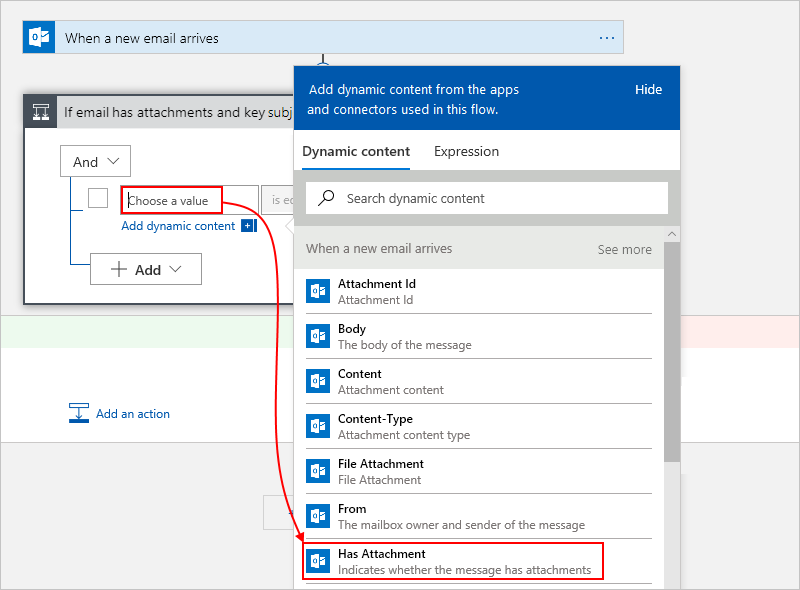 When a new email arrives
...
If email has attachments and key subj
And
Choose a value
is e
Add dynamic content
Add
Add an action
Add dynamic content from the apps
and connectors used in this flow.
Hide
Dynamic content
Expression
Search dynamic content
When a new email arrives
See more
Attachment Id
Attachment Id
Body
The body of the message
Content
Attachment content
Content-Type
Attachment content type
File Attachment
File Attachment
From
The mailbox owner and sender of the message
Has Attachment
Indicates whether the message has attachments